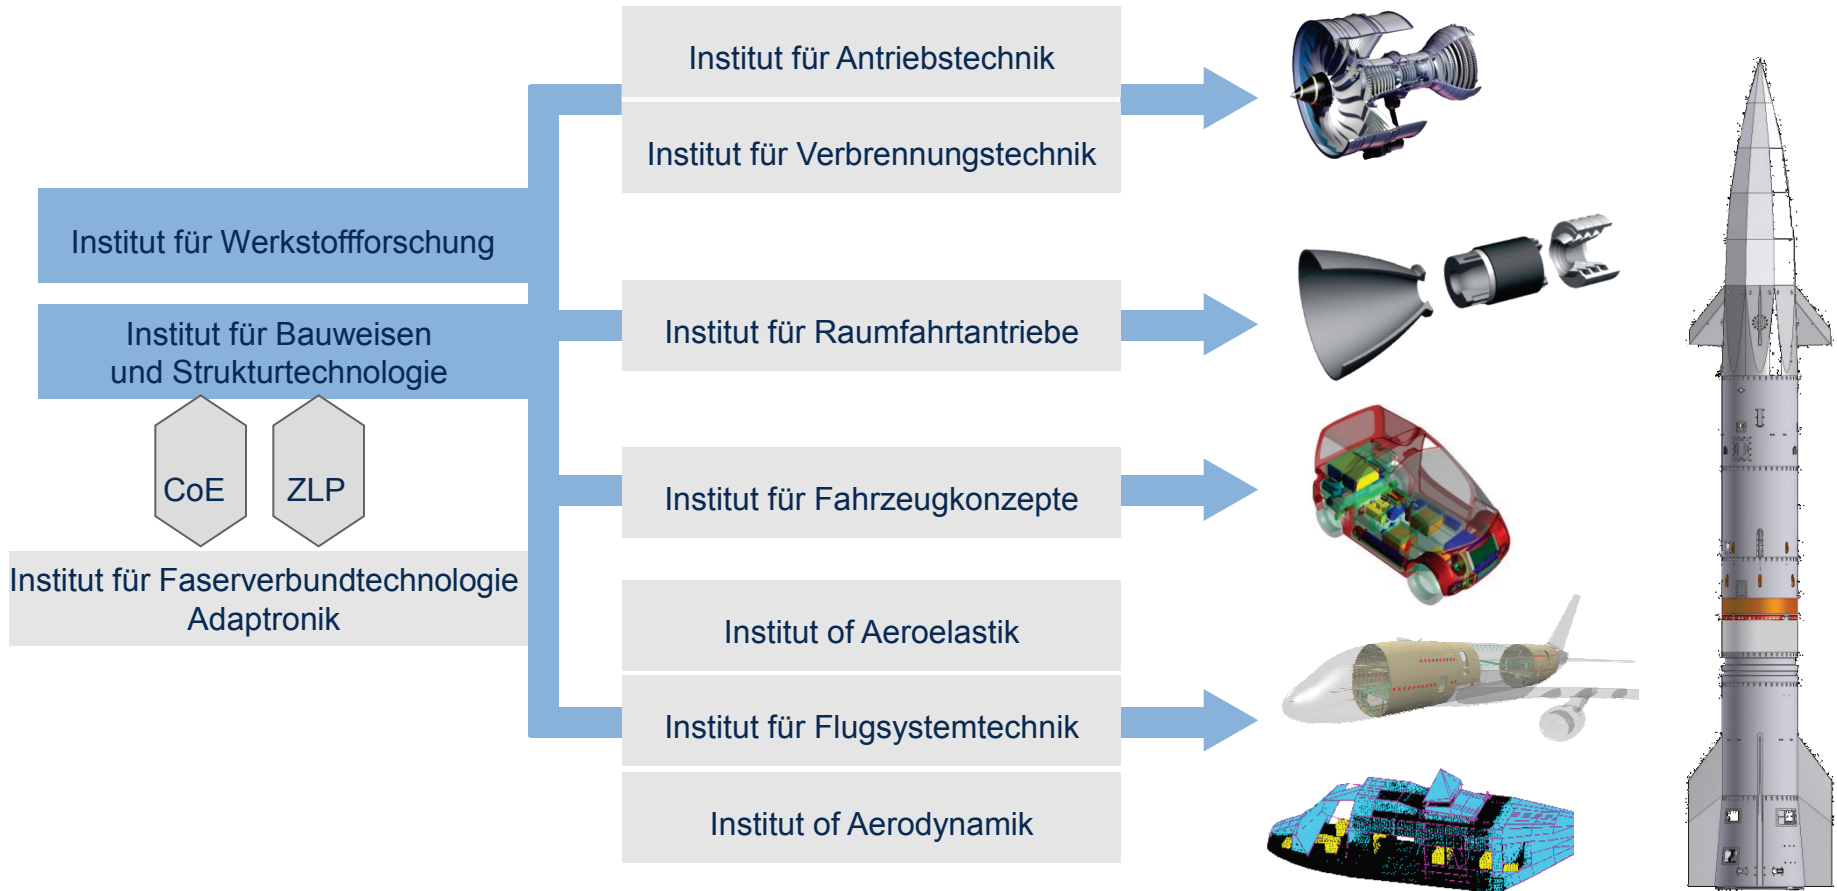 Institut für Werkstoffforschung
Institut für Bauweisen
und Strukturtechnologie
CoE
ZLP
Institut für Faserverbundtechnologie
Adaptronik
Institut für Antriebstechnik
Institut für Verbrennungstechnik
Institut für Raumfahrtantriebe
Institut für Fahrzeugkonzepte
Institut of Aeroelastik
Institut für Flugsystemtechnik
Institut of Aerodynamik